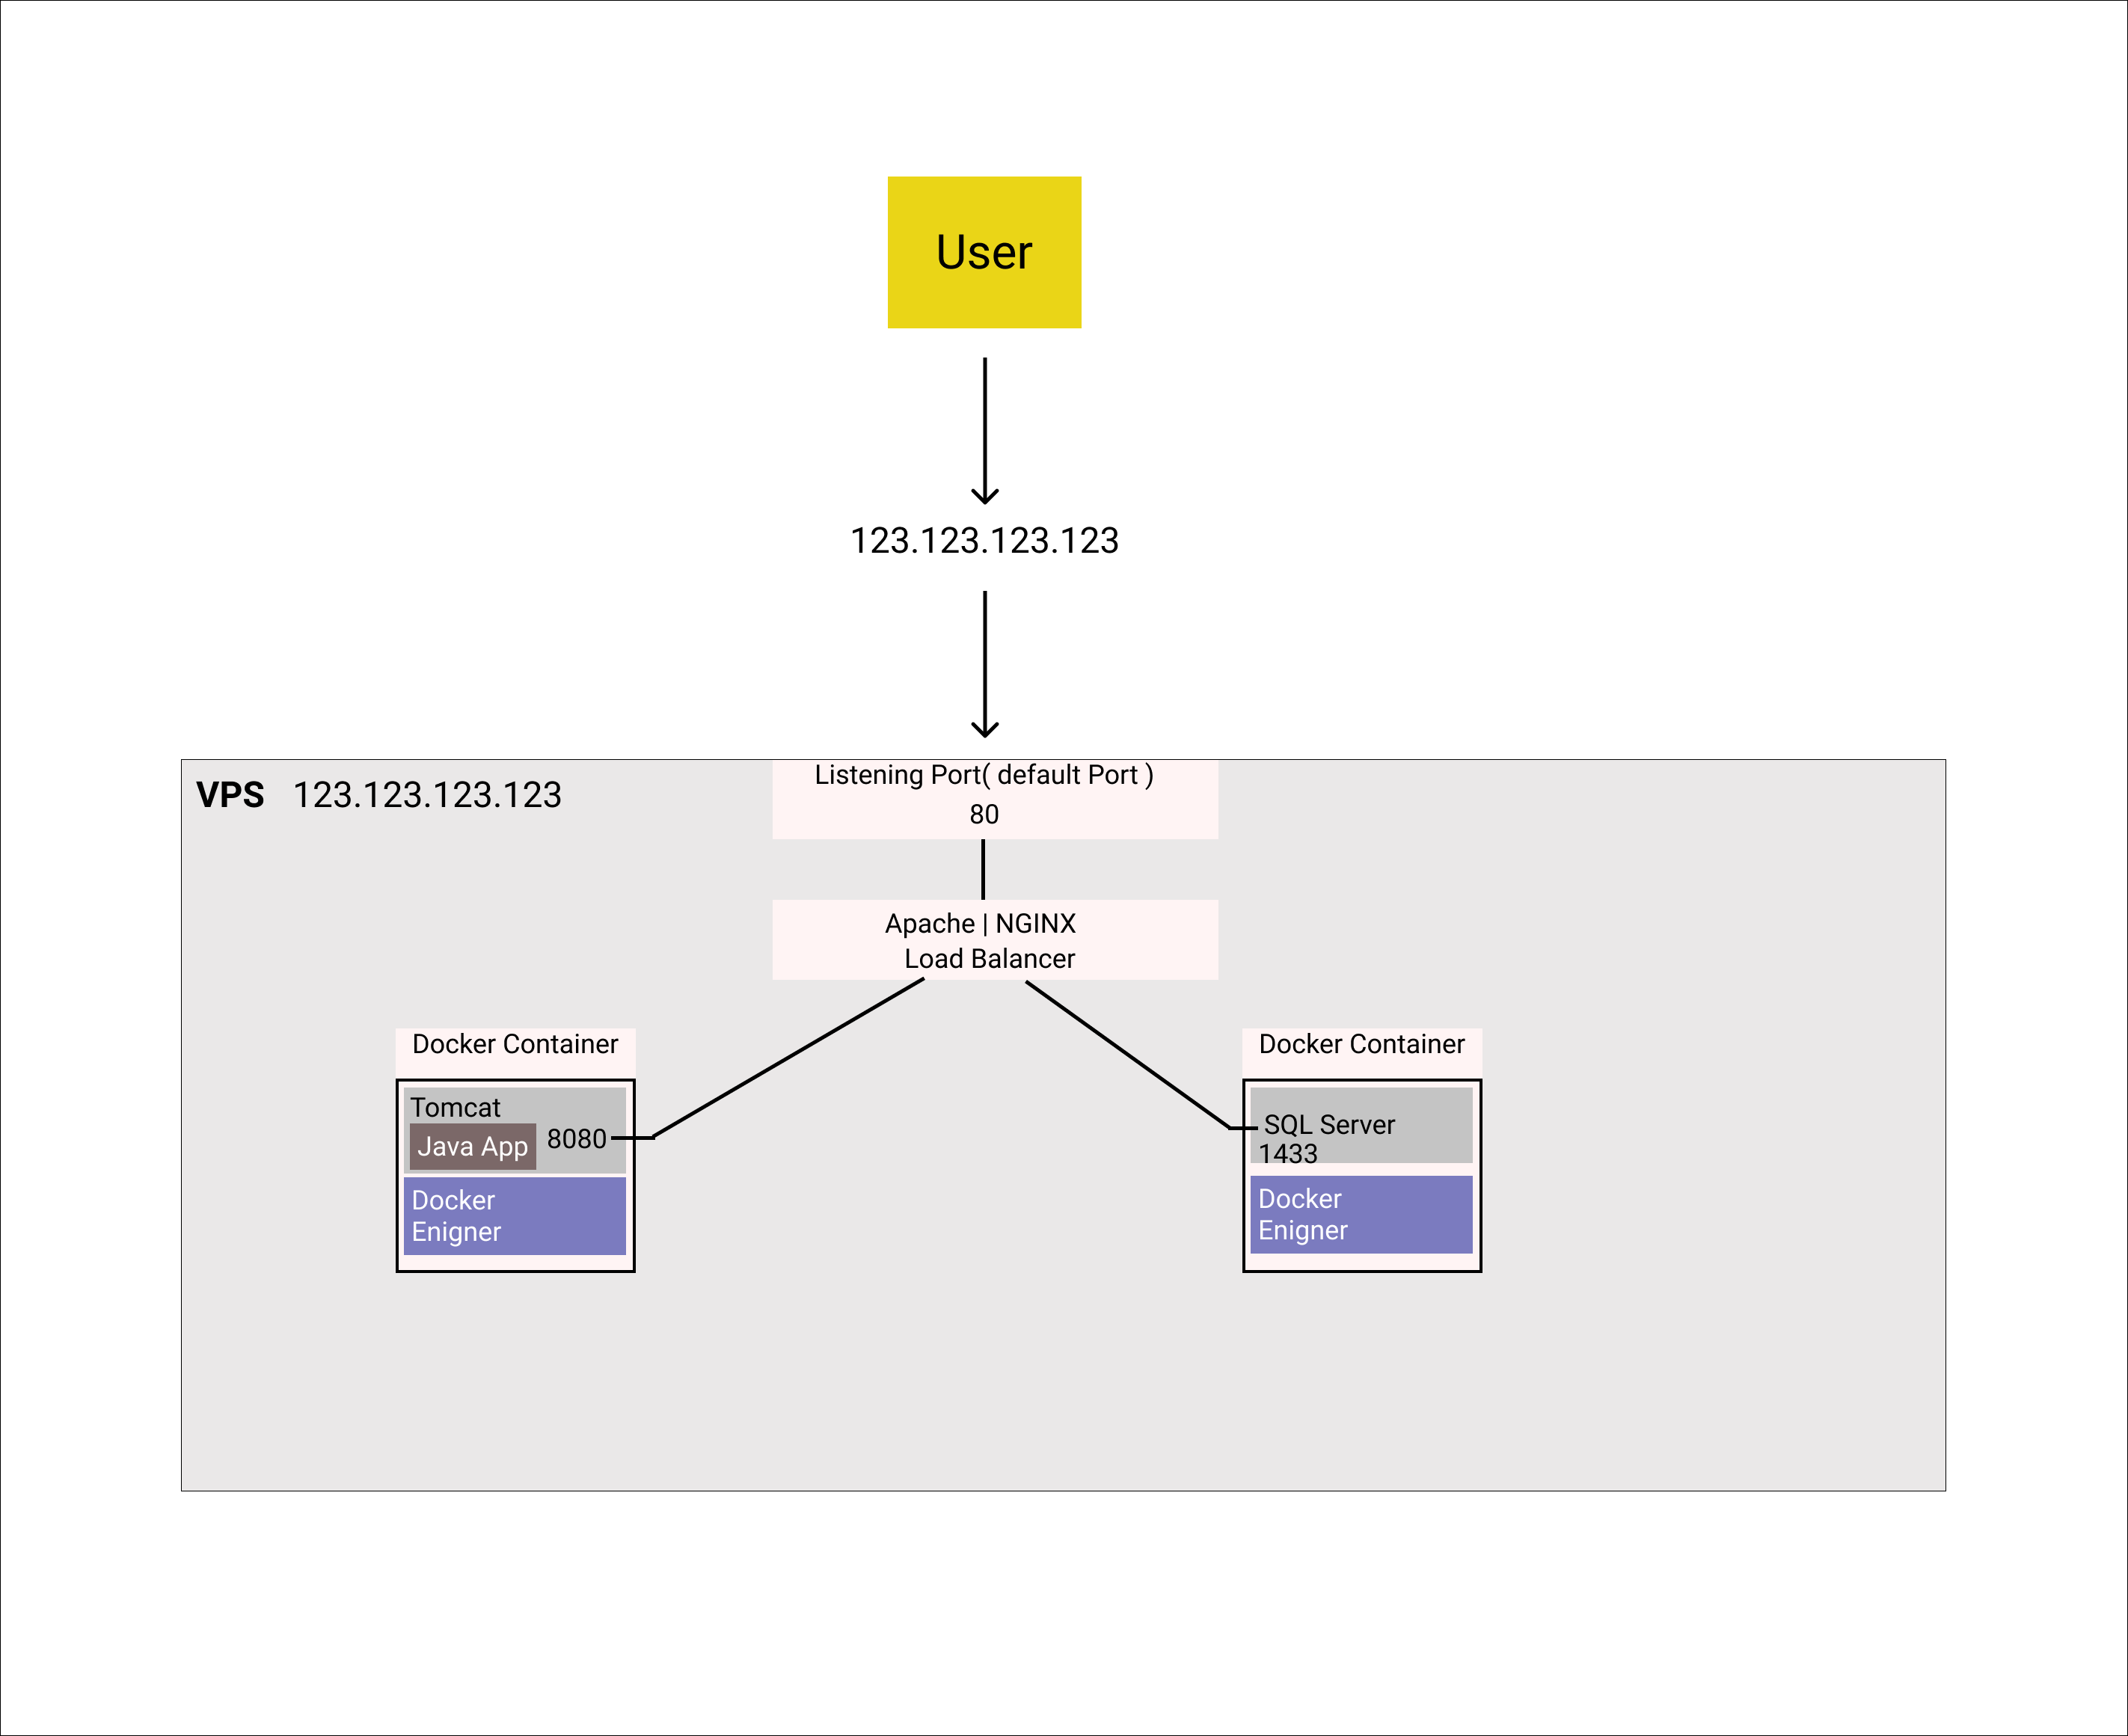 User
123.123.123.123
VPS 123.123.123.123
Listening Port( default Port )
80
Apache | NGINX
Load Balancer
Docker Container
Tomcat
Java App 8080
Docker
Enigner
Docker Container
SQL Server
1433
Docker
Enigner